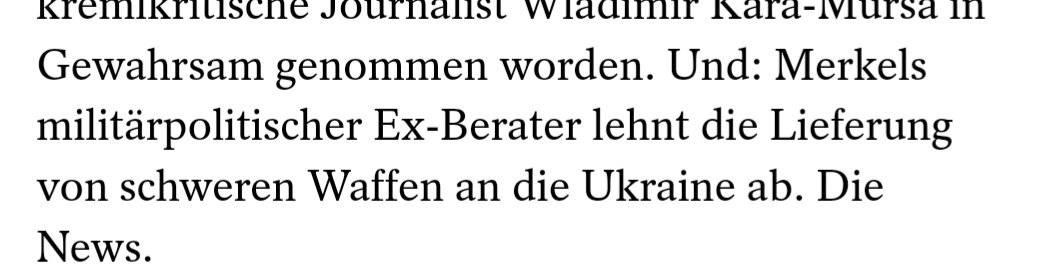 kremlkritische Journalist Wladimir Kara-Mursa in
Gewahrsam genommen worden. Und: Merkels
militärpolitischer Ex-Berater lehnt die Lieferung
von schweren Waffen an die Ukraine ab. Die
News.